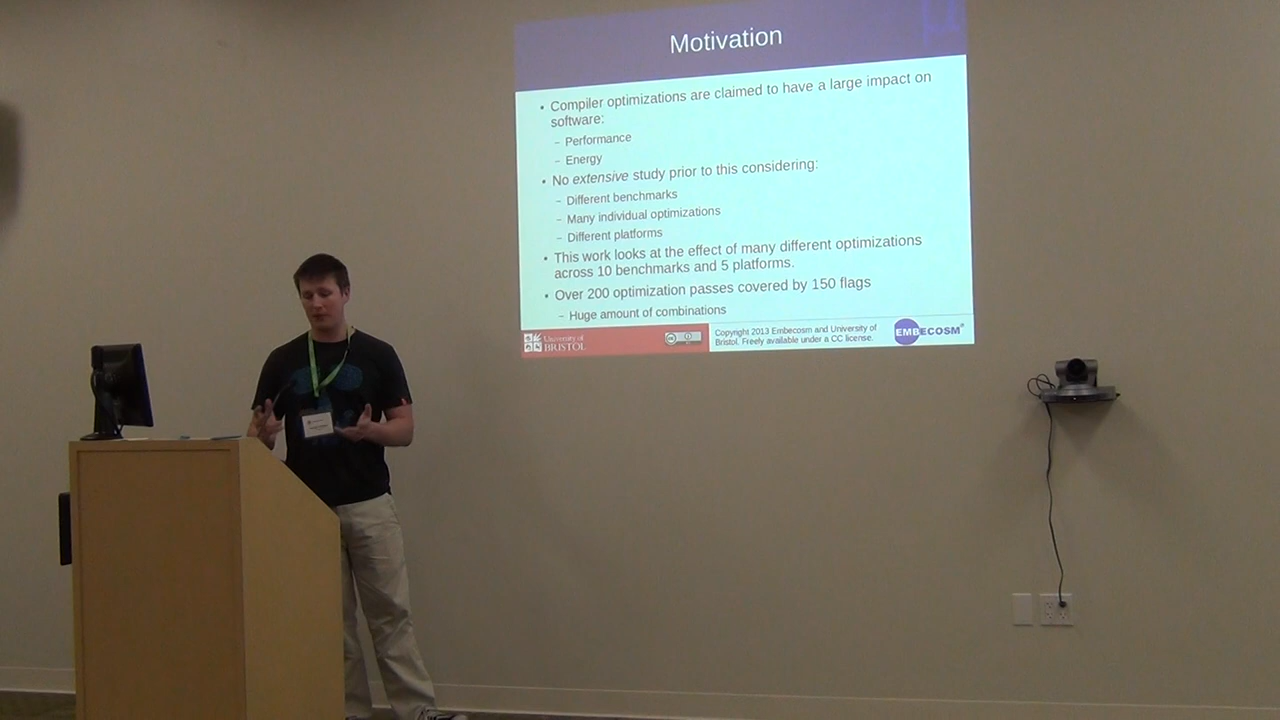 Motivation
• Compiler optimizations are claimed to have a large impact on
software:
– Performance
– Energy
• No extensive study prior to this considering:
– Different benchmarks
– Many individual optimizations
– Different platforms
• This work looks at the effect of many different optimizations
across 10 benchmarks and 5 platforms.
• Over 200 optimization passes covered by 150 flags
– Huge amount of combinations
University of
BRISTOL
Copyright 2013 Embecosm and University of
Bristol. Freely available under a CC license.
EMBECOSM®